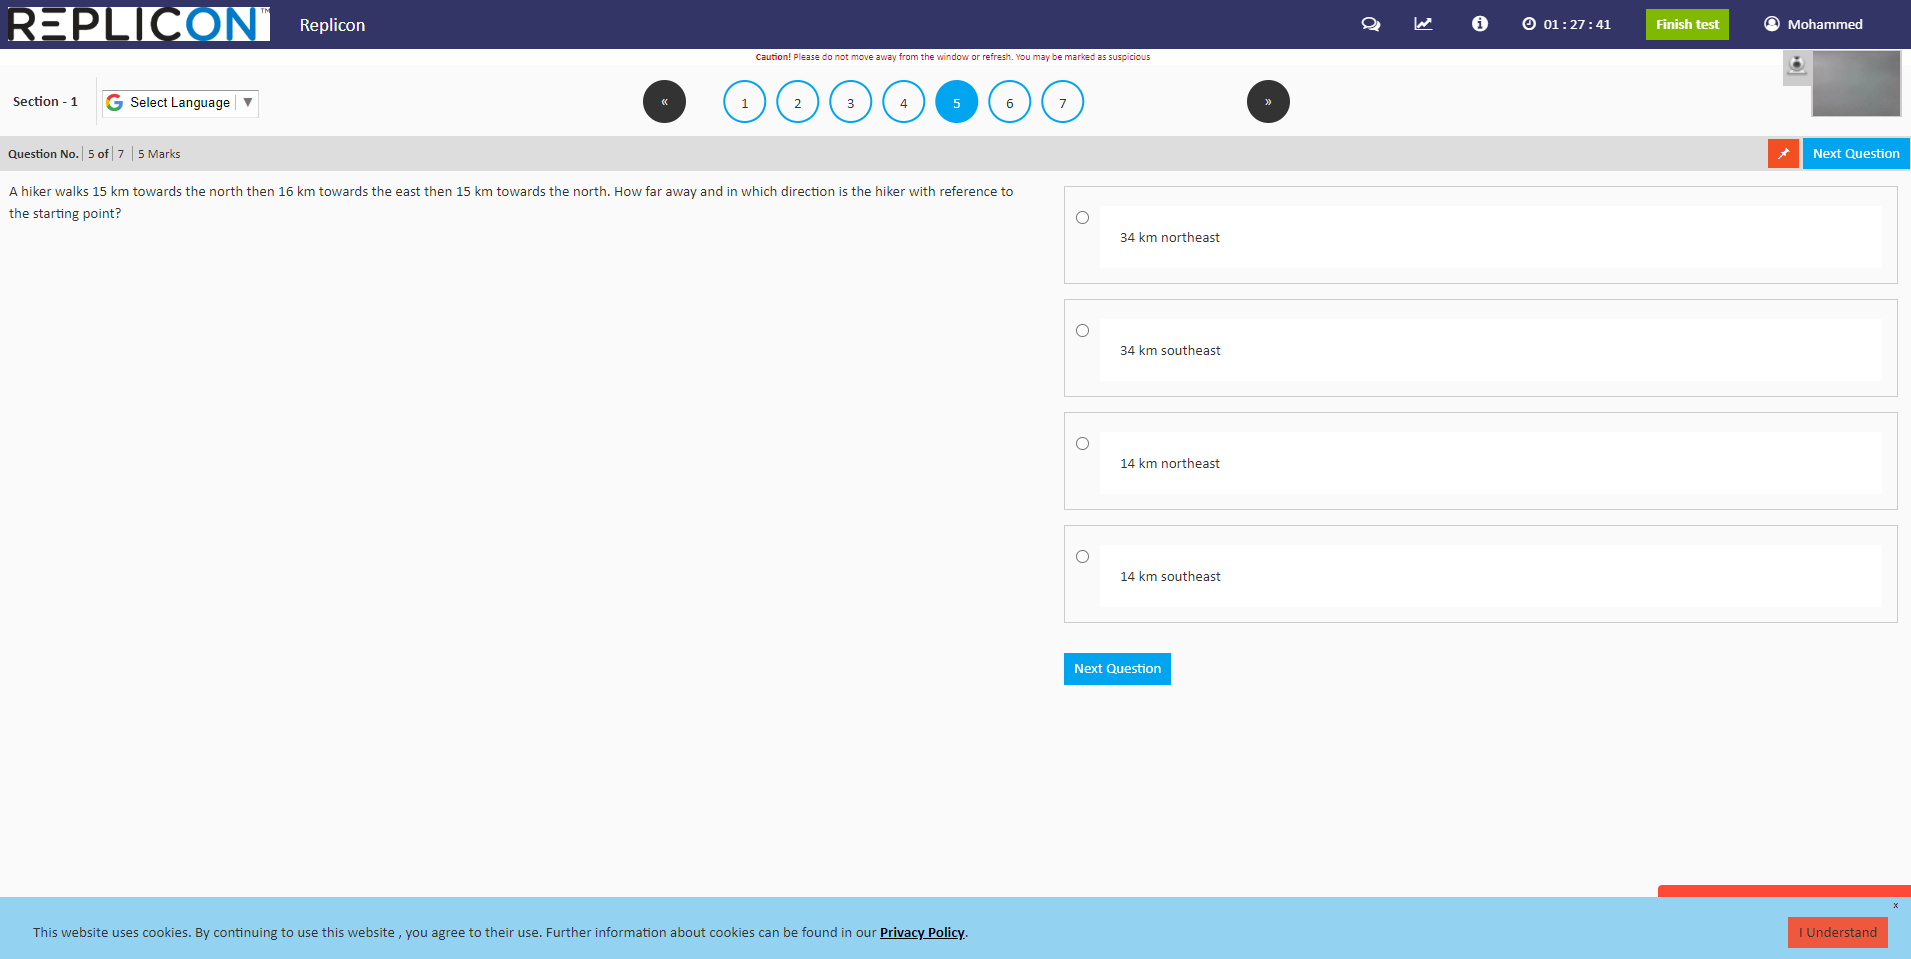 REPLICON™
Replicon
01 : 27 : 41
Finish test
Mohammed
Caution! Please do not move away from the window or refresh. You may be marked as suspicious
Section - 1
Select Language ▼
«
1
2
3
4
5
6
7
»
Question No. 5 of 7 5 Marks
Next Question
A hiker walks 15 km towards the north then 16 km towards the east then 15 km towards the north. How far away and in which direction is the hiker with reference to
the starting point?
34 km northeast
34 km southeast
14 km northeast
14 km southeast
Next Question
x
This website uses cookies. By continuing to use this website , you agree to their use. Further information about cookies can be found in our Privacy Policy.
I Understand